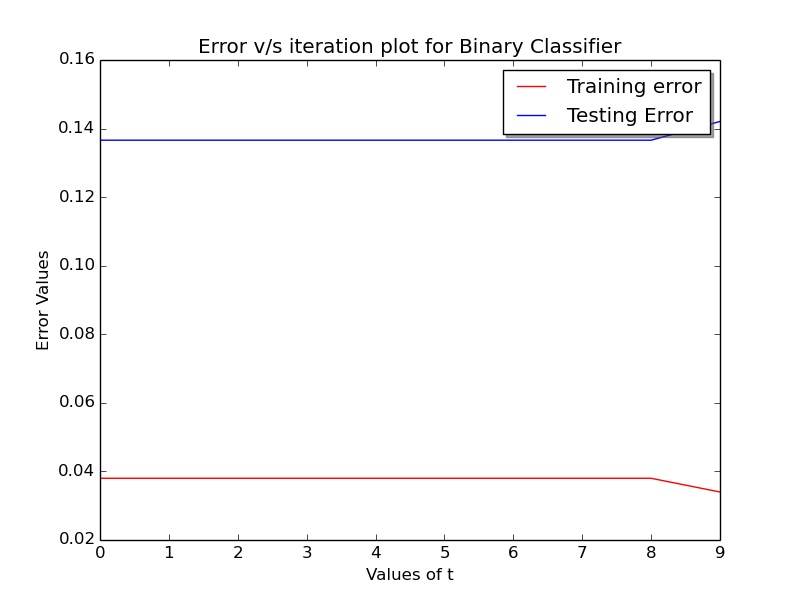 Error v/s iteration plot for Binary Classifier
0.16
0.14
0.12
0.10
0.08
0.06
0.04
0.02
Error Values
Training error
Testing Error
0 1 2 3 4 5 6 7 8 9
Values of t